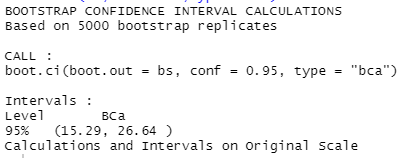 BOOTSTRAP CONFIDENCE INTERVAL CALCULATIONS
Based on 5000 bootstrap replicates
CALL :
boot.ci(boot.out = bs, conf = 0.95, type = "bca")
Intervals :
Level BCa
95% (15.29, 26.64 )
Calculations and Intervals on Original Scale